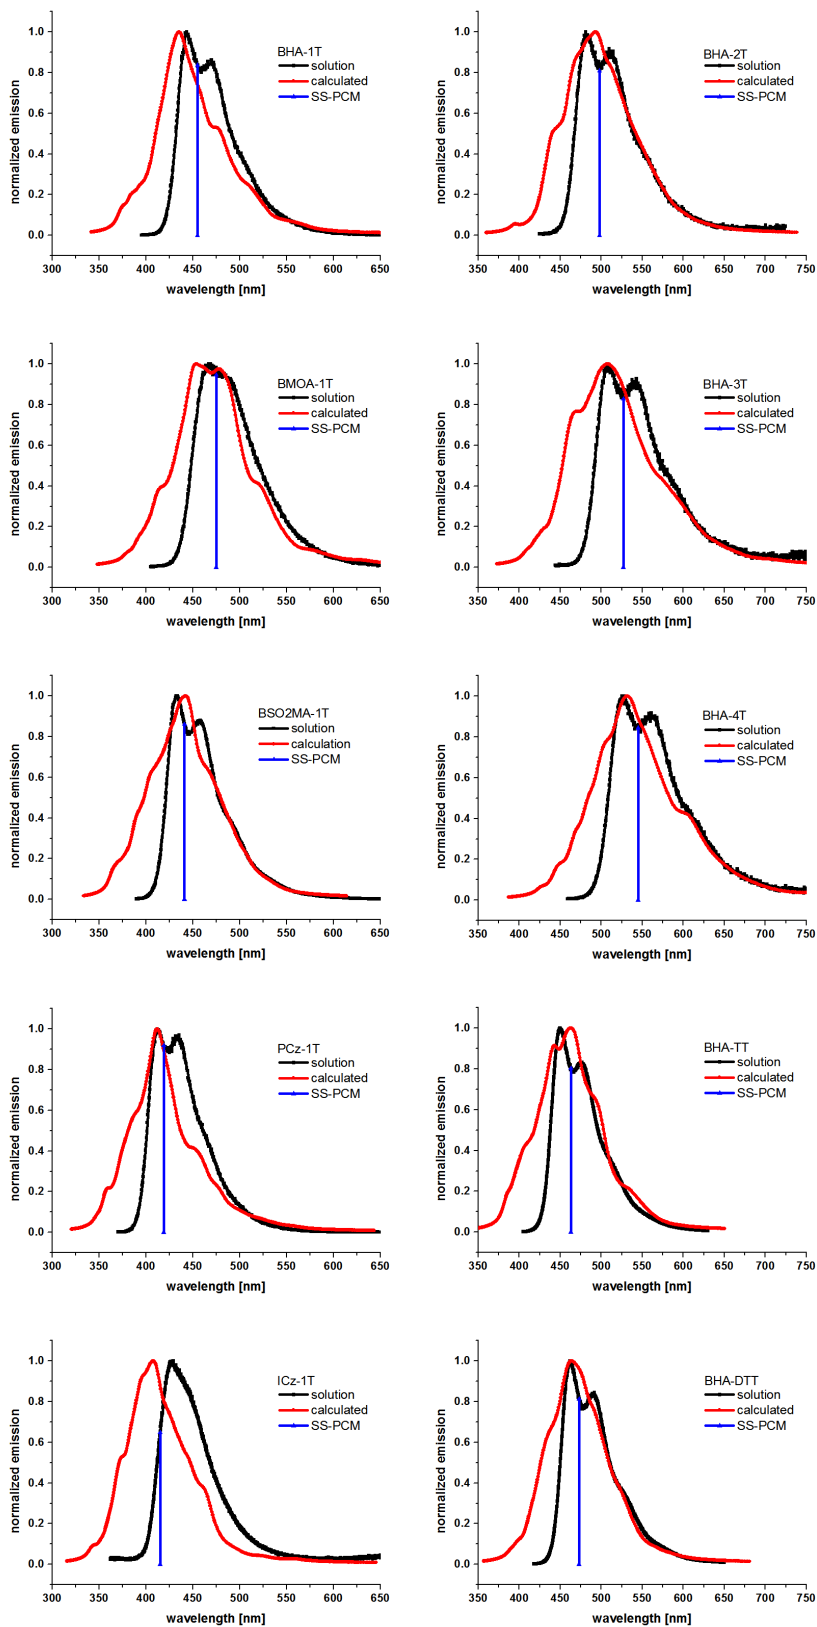 BHA-1T
solution
calculated
SS-PCM
normalized emission
1.0
0.8
0.6
0.4
0.2
0.0
300 350 400 450 500 550 600 650
wavelength [nm]
BHA-2T
solution
calculated
SS-PCM
normalized emission
1.0
0.8
0.6
0.4
0.2
0.0
350 400 450 500 550 600 650 700 750
wavelength [nm]
BMOA-1T
solution
calculated
SS-PCM
normalized emission
1.0
0.8
0.6
0.4
0.2
0.0
300 350 400 450 500 550 600 650
wavelength [nm]
BHA-3T
solution
calculated
SS-PCM
normalized emission
1.0
0.8
0.6
0.4
0.2
0.0
350 400 450 500 550 600 650 700 750
wavelength [nm]
BSO2MA-1T
solution
calculation
SS-PCM
normalized emission
1.0
0.8
0.6
0.4
0.2
0.0
300 350 400 450 500 550 600 650
wavelength [nm]
BHA-4T
solution
calculated
SS-PCM
normalized emission
1.0
0.8
0.6
0.4
0.2
0.0
350 400 450 500 550 600 650 700 750
wavelength [nm]
PCz-1T
solution
calculated
SS-PCM
normalized emission
1.0
0.8
0.6
0.4
0.2
0.0
300 350 400 450 500 550 600 650
wavelength [nm]
BHA-TT
solution
calculated
SS-PCM
normalized emission
1.0
0.8
0.6
0.4
0.2
0.0
350 400 450 500 550 600 650 700 750
wavelength [nm]
ICz-1T
solution
calculated
SS-PCM
normalized emission
1.0
0.8
0.6
0.4
0.2
0.0
300 350 400 450 500 550 600 650
wavelength [nm]
BHA-DTT
solution
calculated
SS-PCM
normalized emission
1.0
0.8
0.6
0.4
0.2
0.0
350 400 450 500 550 600 650 700 750
wavelength [nm]